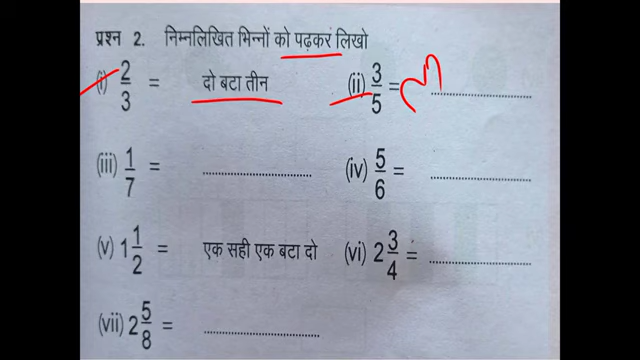 प्रश्न 2. निम्नलिखित भिन्नों को पढ़कर लिखो
(i) 2/3 = दो बटा तीन (ii) 3/5 = ....................
(iii) 1/7 = .................... (iv) 5/6 = ....................
(v) 1 1/2 = एक सही एक बटा दो (vi) 2 3/4 = ....................
(vii) 2 5/8 = ....................